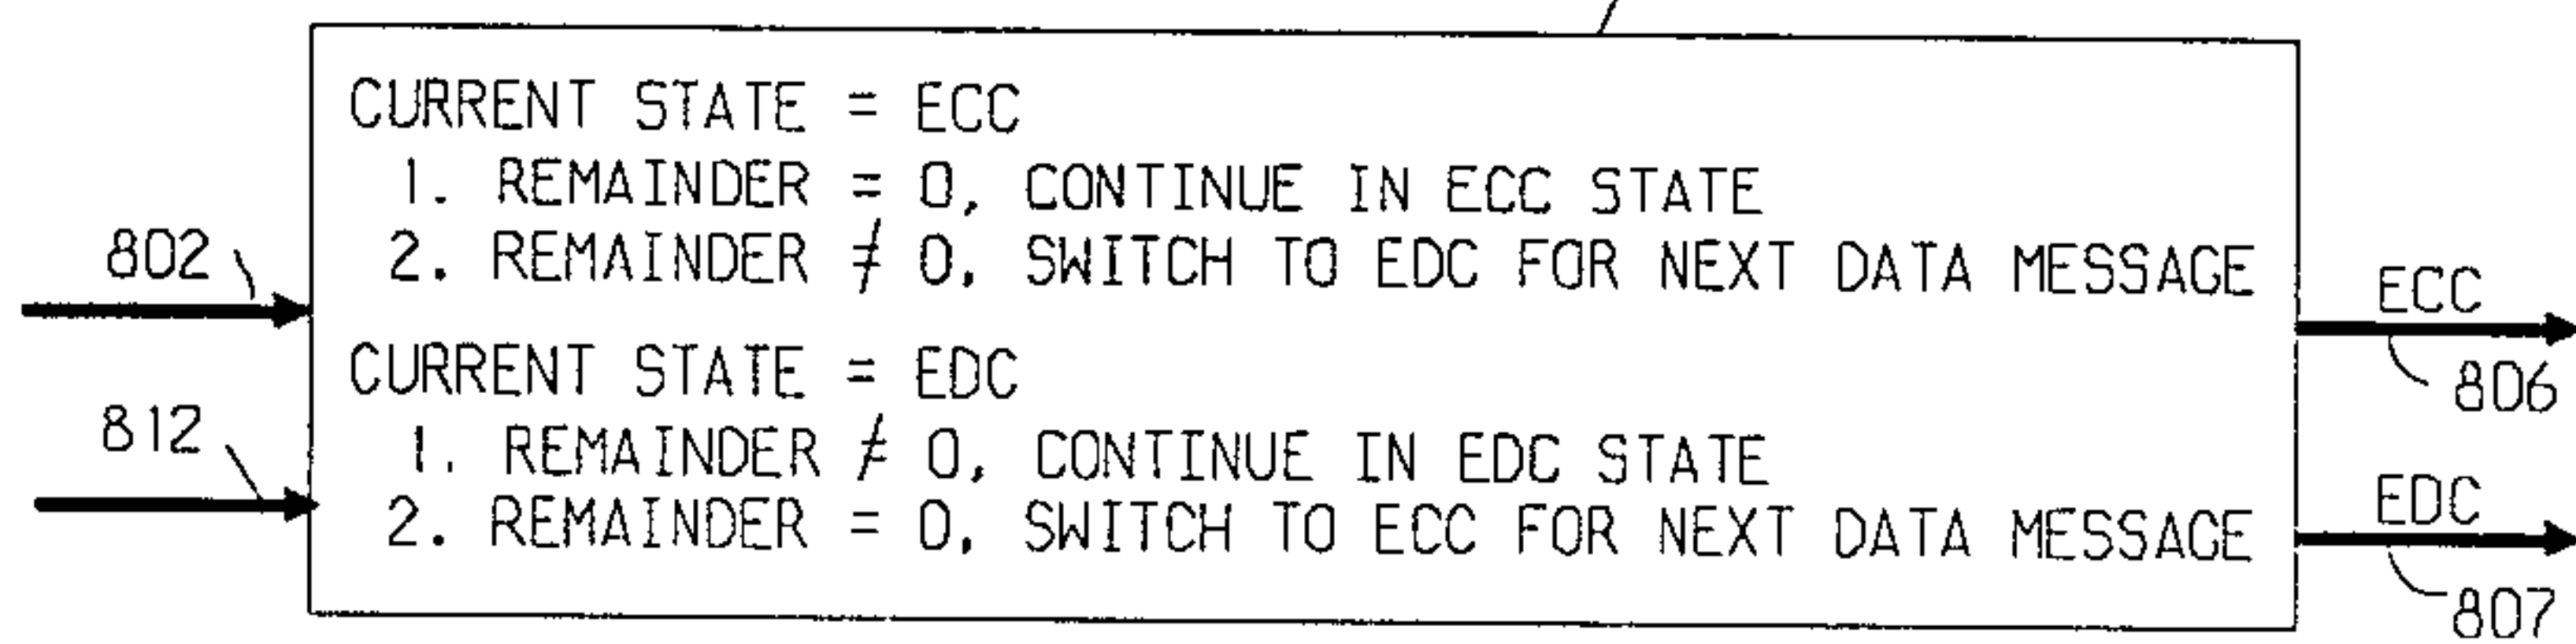 CURRENT STATE = ECC
1. REMAINDER = 0, CONTINUE IN ECC STATE
2. REMAINDER ≠ 0, SWITCH TO EDC FOR NEXT DATA MESSAGE
802
ECC
806
CURRENT STATE = EDC
812
1. REMAINDER ≠ 0, CONTINUE IN EDC STATE
2. REMAINDER = 0, SWITCH TO ECC FOR NEXT DATA MESSAGE
EDC
807